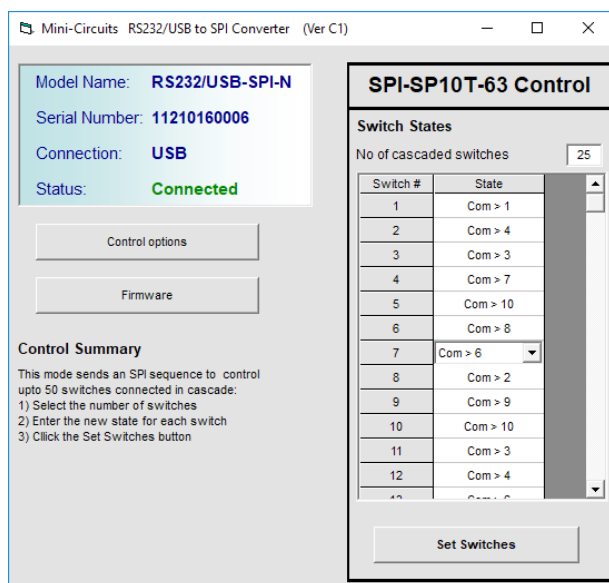 Mini-Circuits RS232/USB to SPI Converter (Ver C1)
Model Name: RS232/USB-SPI-N
Serial Number: 11210160006
Connection: USB
Status: Connected
Control options
Firmware
Control Summary
This mode sends an SPI sequence to control
upto 50 switches connected in cascade:
1) Select the number of switches
2) Enter the new state for each switch
3) Cllick the Set Switches button
SPI-SP10T-63 Control
Switch States
No of cascaded switches 25
Switch # State
1 Com > 1
2 Com > 4
3 Com > 3
4 Com > 7
5 Com > 10
6 Com > 8
7 Com > 6
8 Com > 2
9 Com > 9
10 Com > 10
11 Com > 3
12 Com > 4
Set Switches